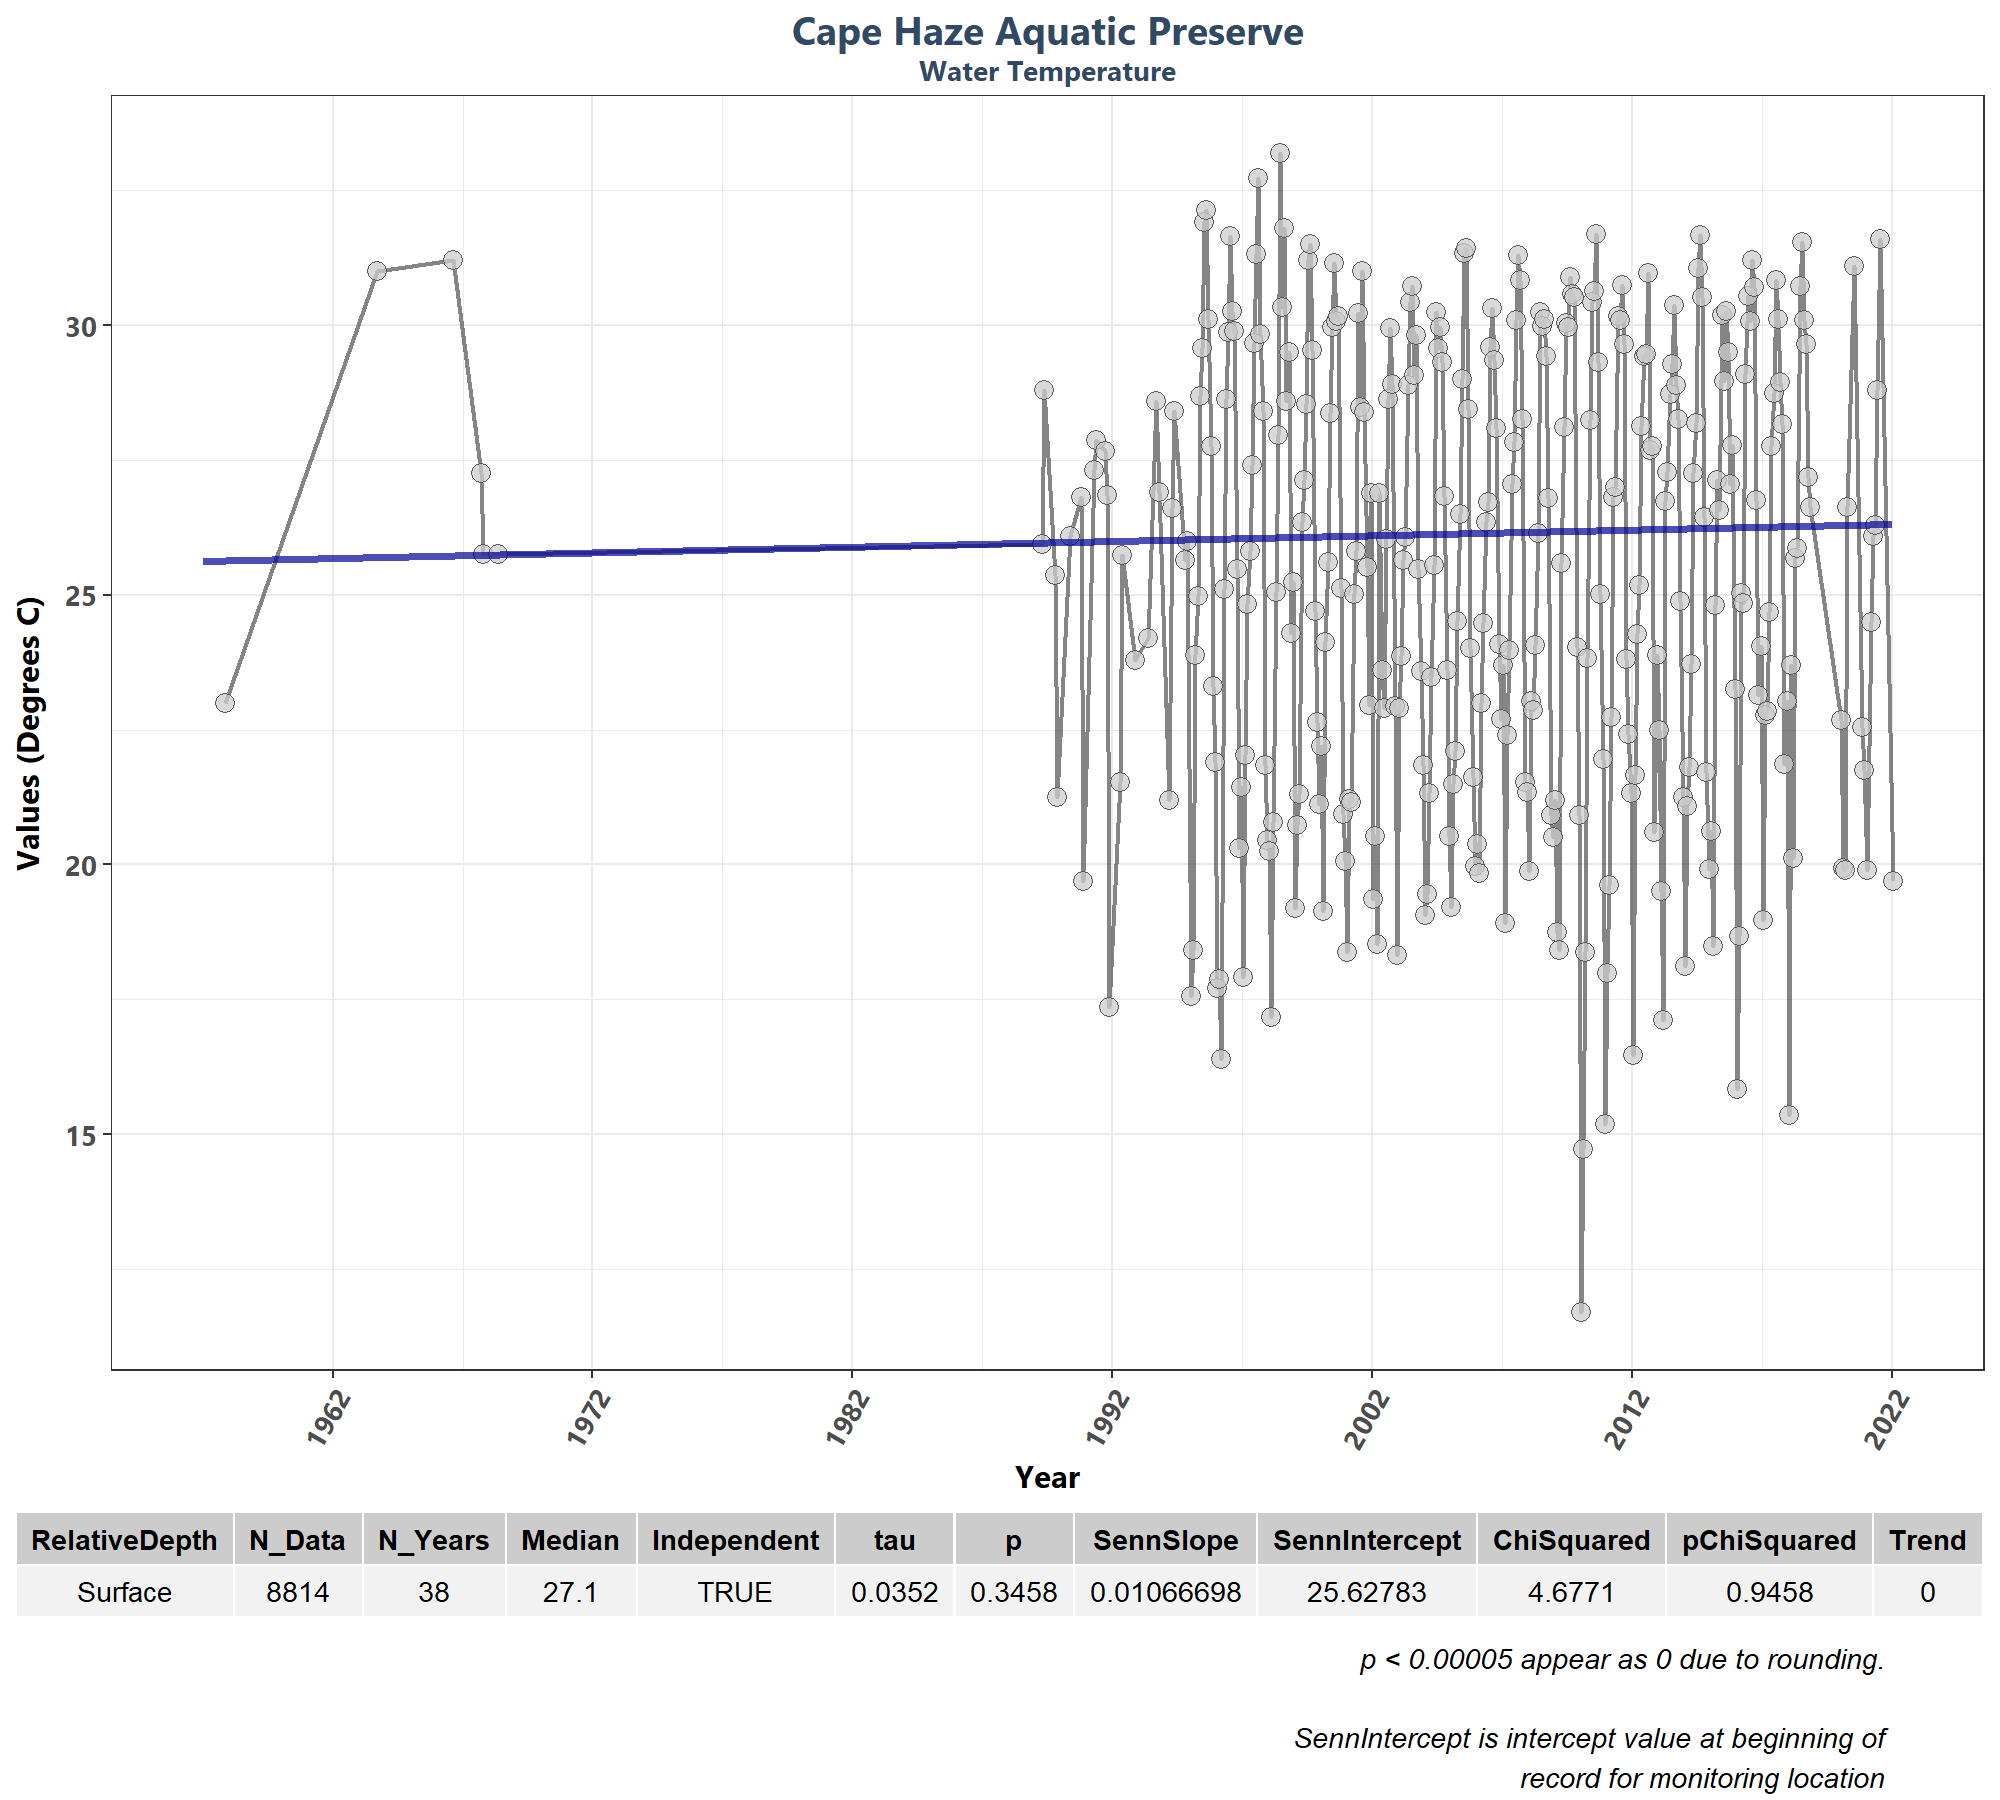 Cape Haze Aquatic Preserve
Water Temperature
Values (Degrees C)
30
25
20
15
1962 1972 1982 1992 2002 2012 2022
Year
RelativeDepth N_Data N_Years Median Independent tau p SennSlope SennIntercept ChiSquared pChiSquared Trend
Surface 8814 38 27.1 TRUE 0.0352 0.3458 0.01066698 25.62783 4.6771 0.9458 0
p < 0.00005 appear as 0 due to rounding.
SennIntercept is intercept value at beginning of
record for monitoring location